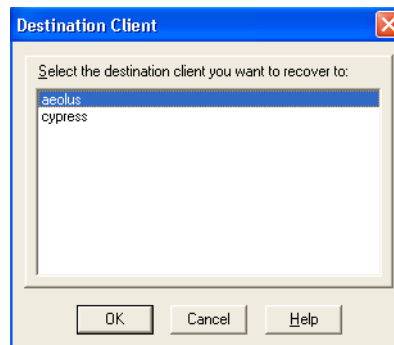 Destination Client
Select the destination client you want to recover to:
aeolus
cypress
OK Cancel Help